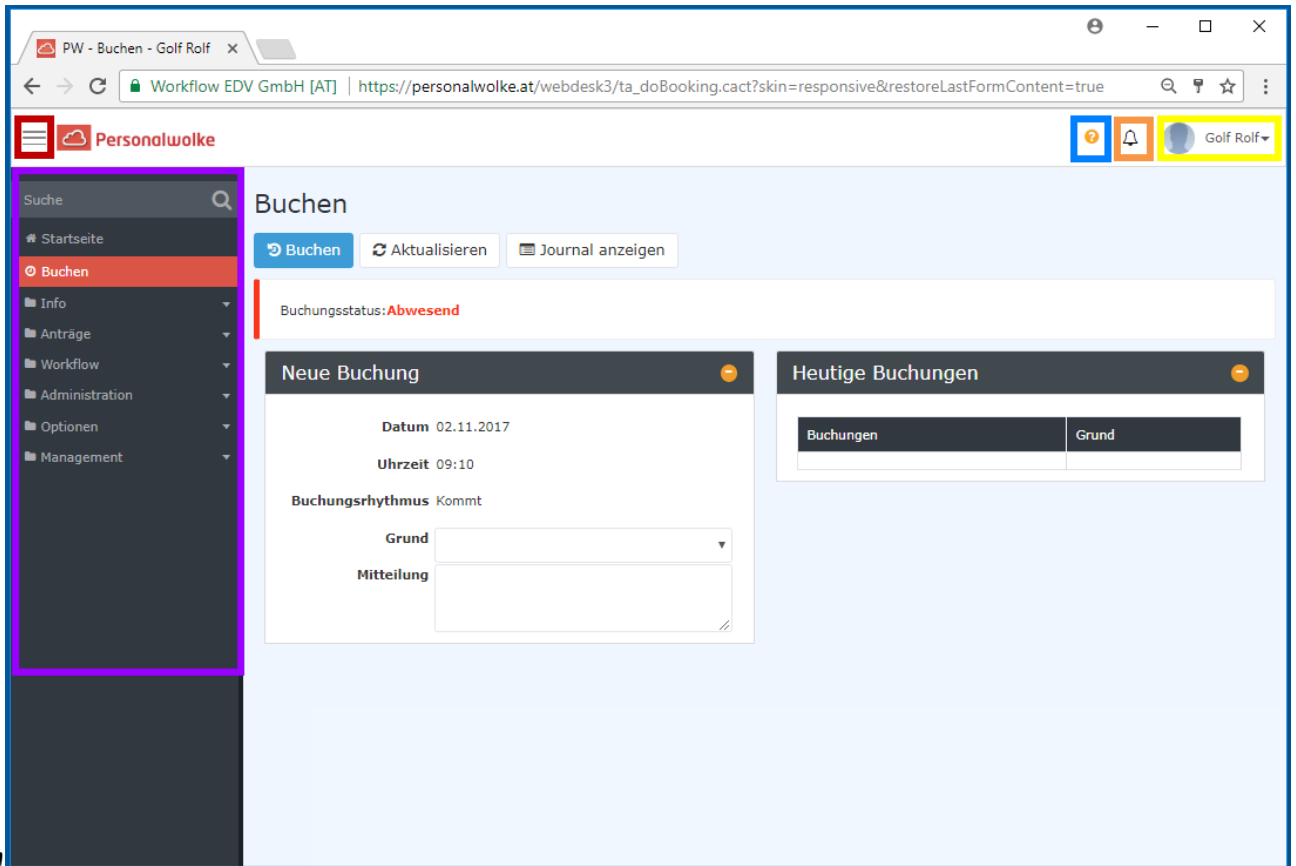 PW - Buchen - Golf Rolf
Workflow EDV GmbH [AT] | https://personalwolke.at/webdesk3/ta_doBooking.cact?skin=responsive&restoreLastFormContent=true
Personalwolke
Golf Rolf
Suche
Startseite
Buchen
Info
Anträge
Workflow
Administration
Optionen
Management
Buchen
Buchen Aktualisieren Journal anzeigen
Buchungsstatus:Abwesend
Neue Buchung
Datum 02.11.2017
Uhrzeit 09:10
Buchungsrhythmus Kommt
Grund
Mitteilung
Heutige Buchungen
Buchungen Grund